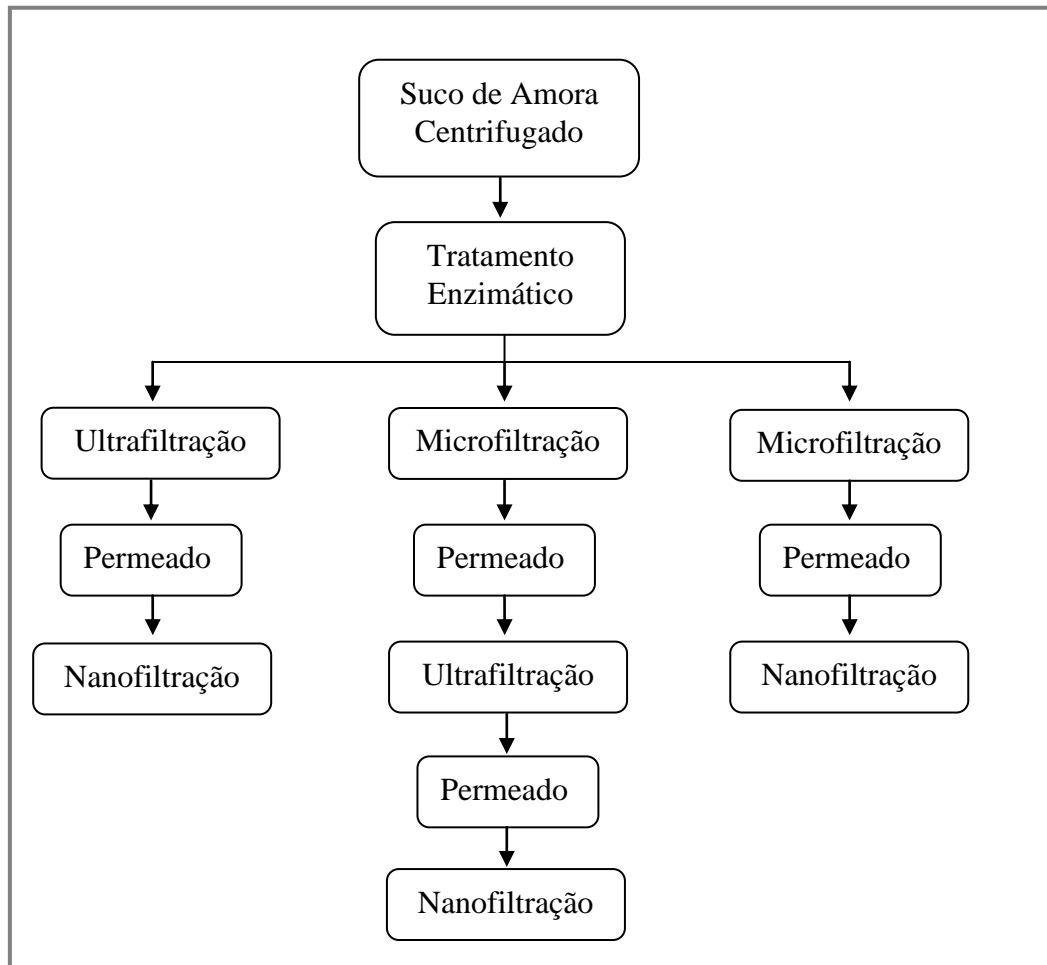 Suco de Amora
Centrifugado
Tratamento
Enzimático
Ultrafiltração
Microfiltração
Microfiltração
Permeado
Permeado
Permeado
Nanofiltração
Ultrafiltração
Nanofiltração
Permeado
Nanofiltração